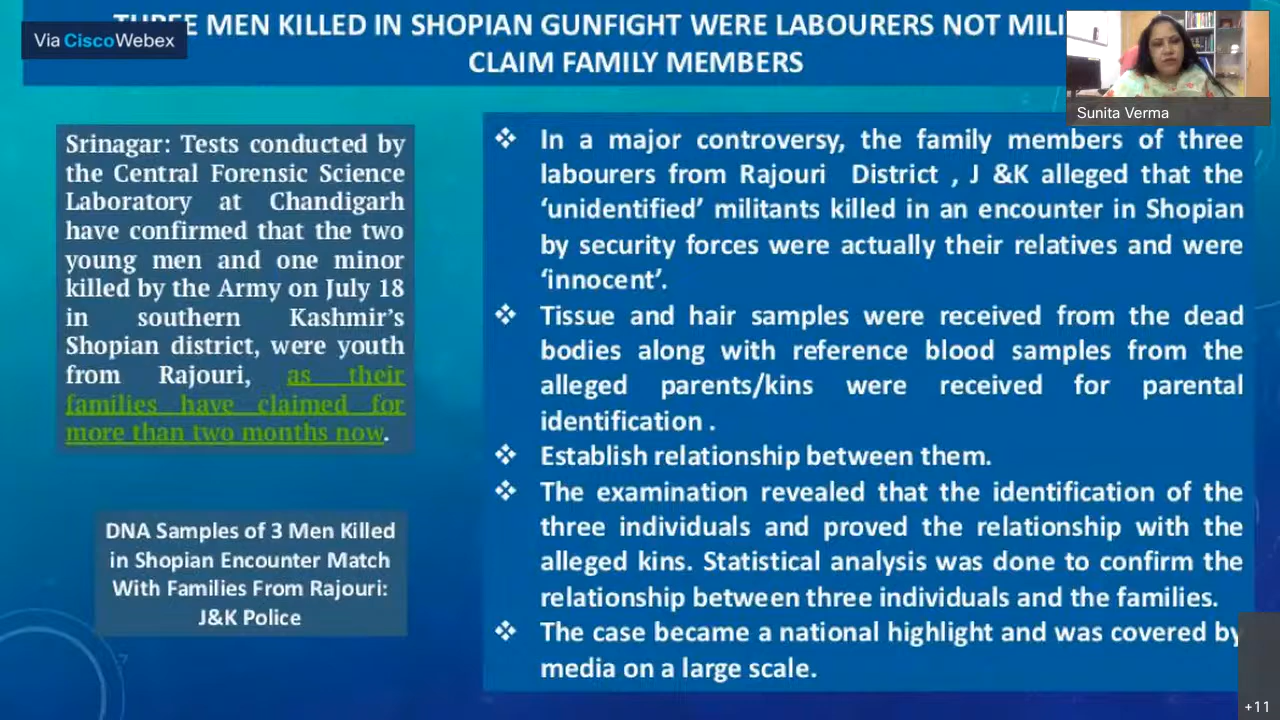 THREE MEN KILLED IN SHOPIAN GUNFIGHT WERE LABOURERS NOT
CLAIM FAMILY MEMBERS
Via CiscoWebex
Sunita Verma
Srinagar: Tests conducted by
the Central Forensic Science
Laboratory at Chandigarh
have confirmed that the two
young men and one minor
killed by the Army on July 18
in southern Kashmir's
Shopian district, were youth
from Rajouri, as their
families have claimed for
more than two months now.
DNA Samples of 3 Men Killed
in Shopian Encounter Match
With Families From Rajouri:
J&K Police
❖ In a major controversy, the family members of three
labourers from Rajouri District , J &K alleged that the
‘unidentified’ militants killed in an encounter in Shopian
by security forces were actually their relatives and were
‘innocent’.
❖ Tissue and hair samples were received from the dead
bodies along with reference blood samples from the
alleged parents/kins were received for parental
identification .
❖ Establish relationship between them.
❖ The examination revealed that the identification of the
three individuals and proved the relationship with the
alleged kins. Statistical analysis was done to confirm the
relationship between three individuals and the families.
❖ The case became a national highlight and was covered by
media on a large scale.
+11